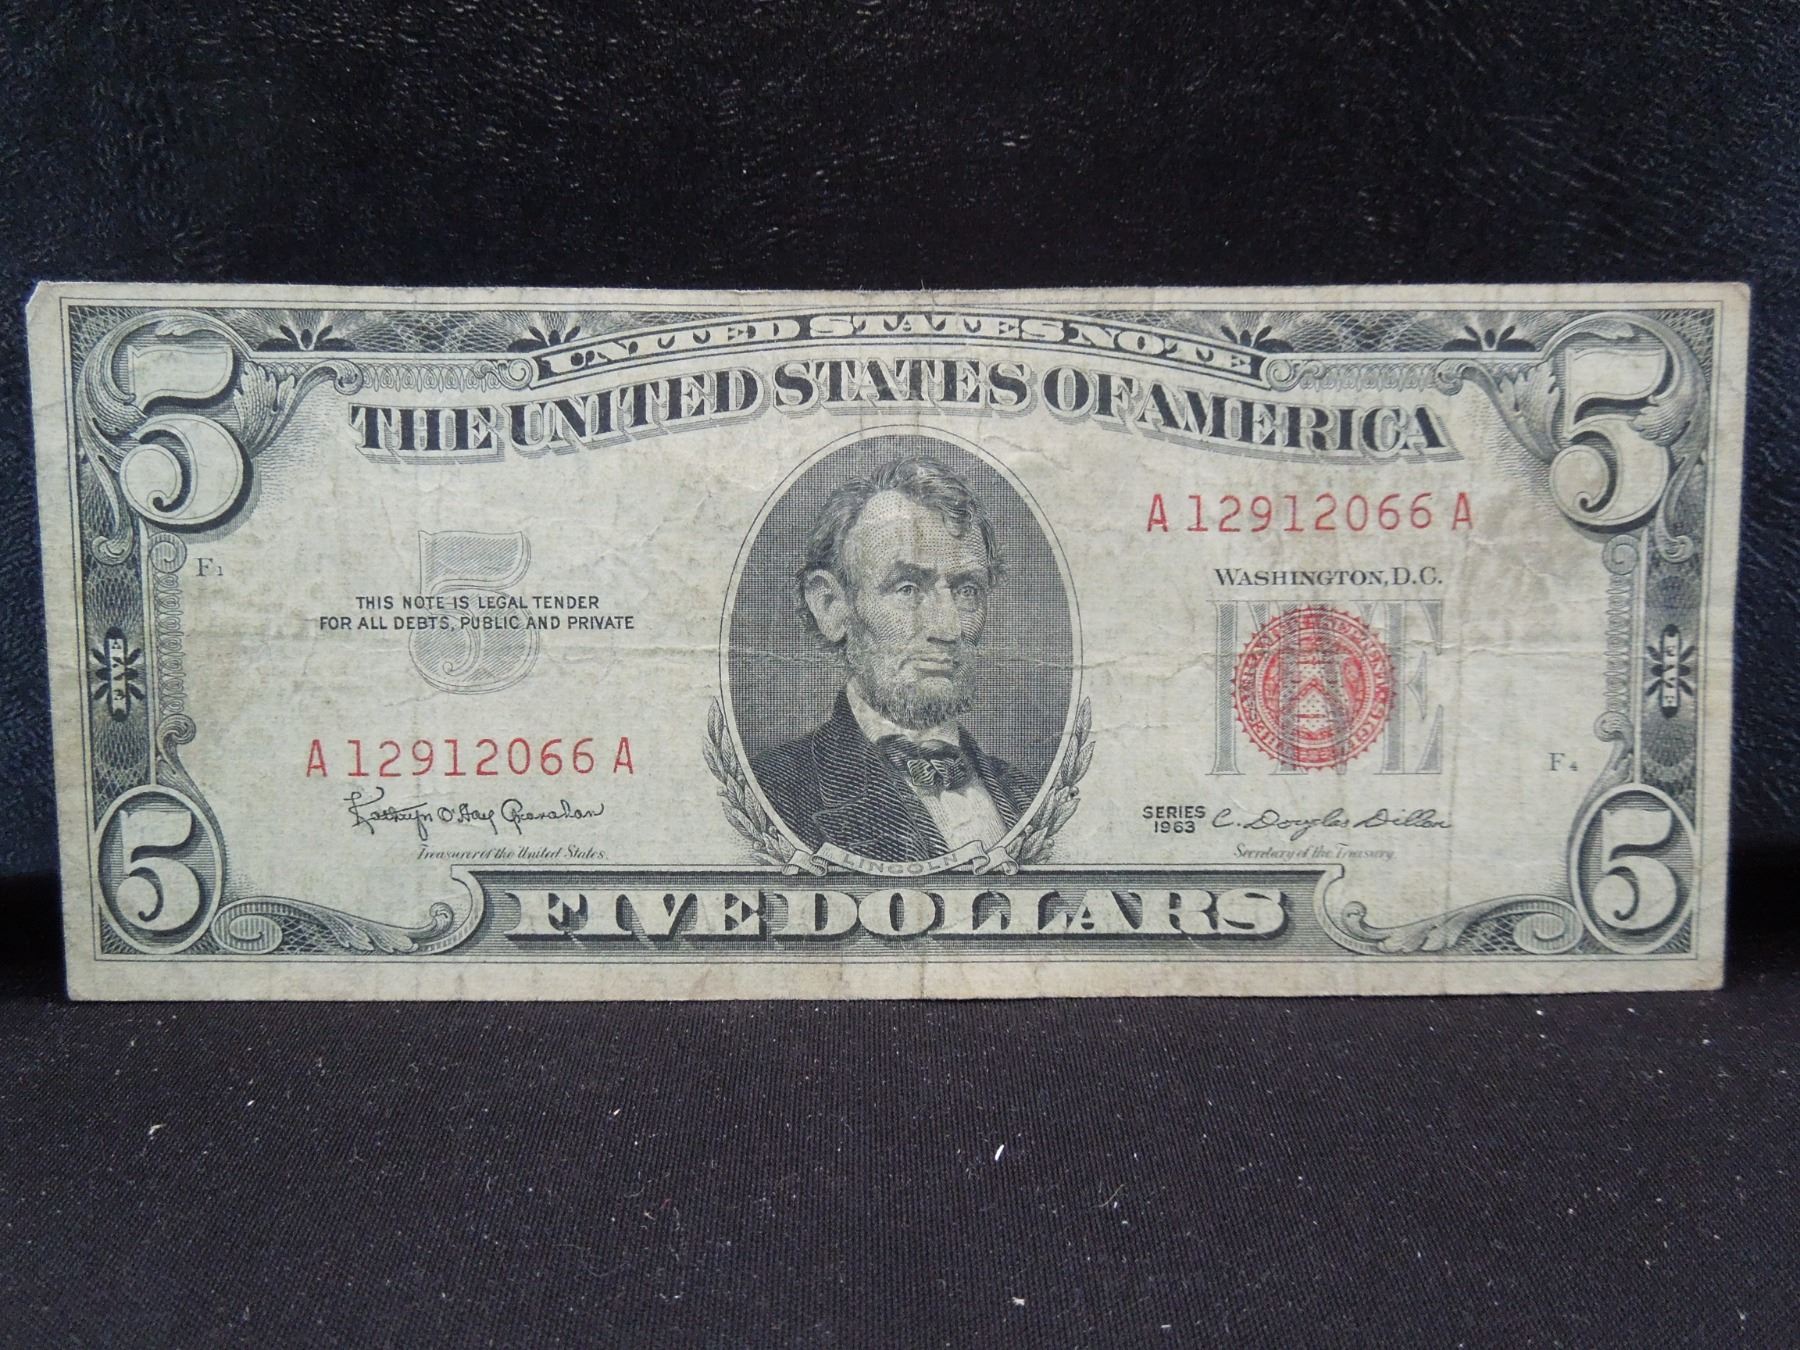 5 UNITED STATES NOTE 5
THE UNITED STATES OF AMERICA
A 12912066 A
F1
5
WASHINGTON, D.C.
THIS NOTE IS LEGAL TENDER
FOR ALL DEBTS, PUBLIC AND PRIVATE
FIVE
FIVE
FIVE
A 12912066 A
F4
Kathryn O'Hay Granahan
Treasurer of the United States
SERIES
1963
C. Douglas Dillon
Secretary of the Treasury
LINCOLN
5 FIVE DOLLARS 5